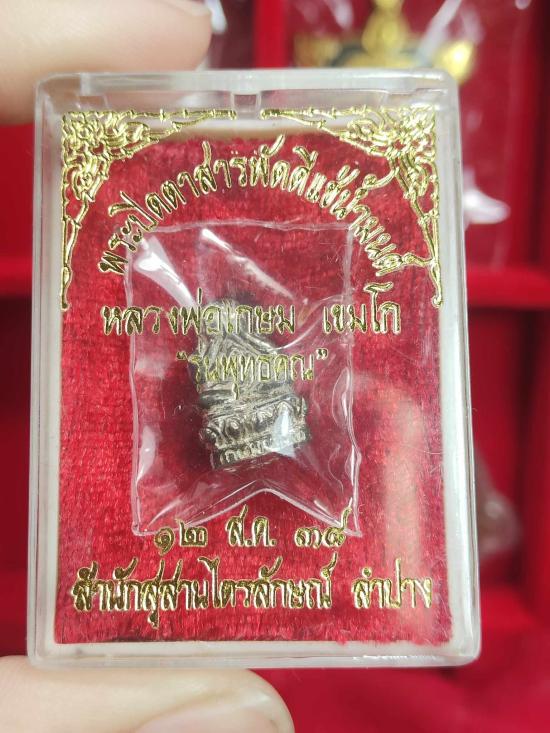 พระปิดตาสารพัดดีแช่น้ำมนต์
หลวงพ่อเกษม เขมโก
"รุ่นพุทธคุณ"
๑๒ ส.ค. ๓๘
สำนักสุสานไตรลักษณ์ ลำปาง